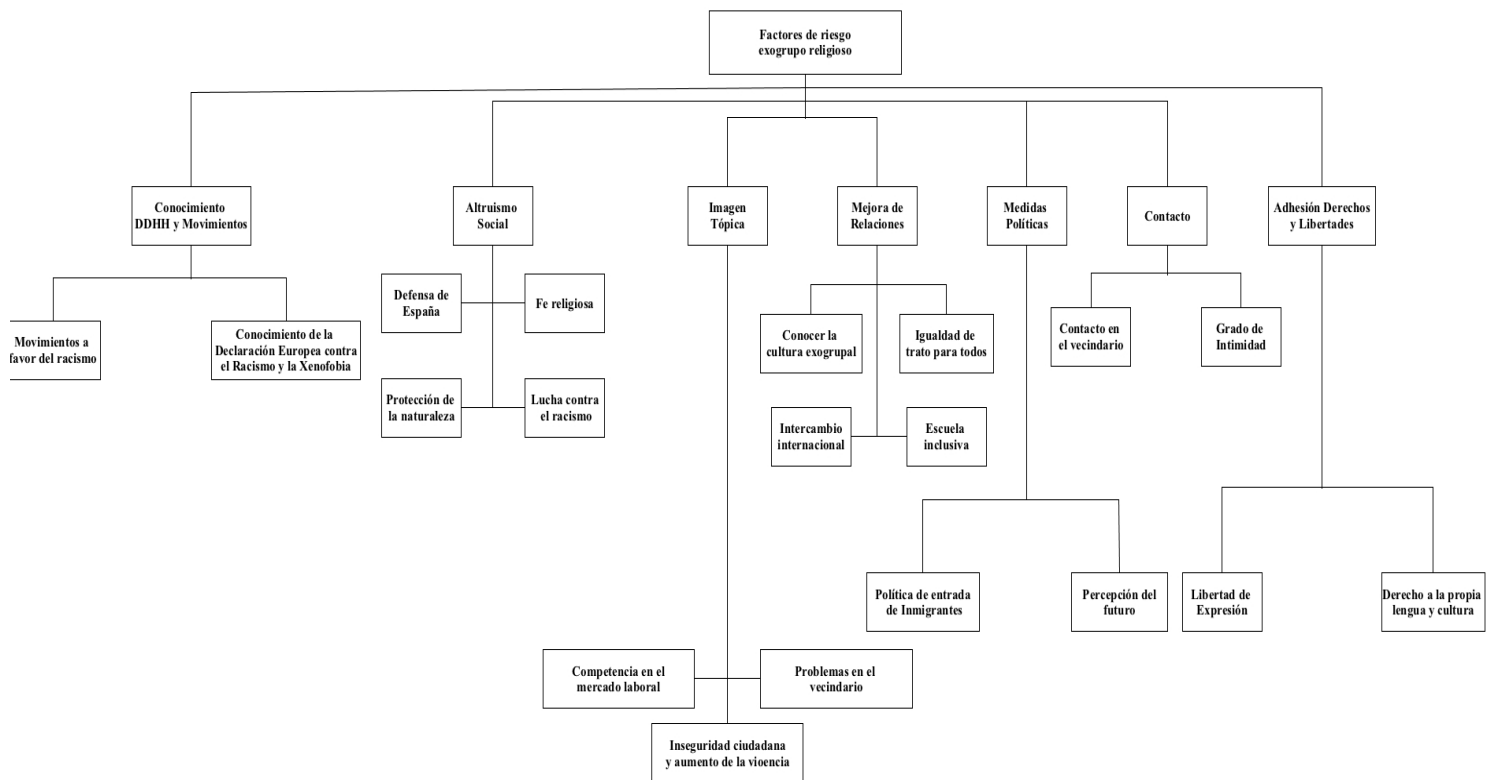 Factores de riesgo
exogrupo religioso
Conocimiento
DDHH y Movimientos
Altruismo
Social
Imagen
Tópica
Mejora de
Relaciones
Medidas
Políticas
Contacto
Adhesión Derechos
y Libertades
Movimientos a
favor del racismo
Conocimiento de la
Declaración Europea contra
el Racismo y la Xenofobia
Defensa de
España
Fe religiosa
Protección de
la naturaleza
Lucha contra
el racismo
Conocer la
cultura exogrupal
Igualdad de
trato para todos
Intercambio
internacional
Escuela
inclusiva
Contacto en
el vecindario
Grado de
Intimidad
Política de entrada
de Inmigrantes
Percepción del
futuro
Libertad de
Expresión
Derecho a la propia
lengua y cultura
Competencia en el
mercado laboral
Problemas en el
vecindario
Inseguridad ciudadana
y aumento de la vioencia